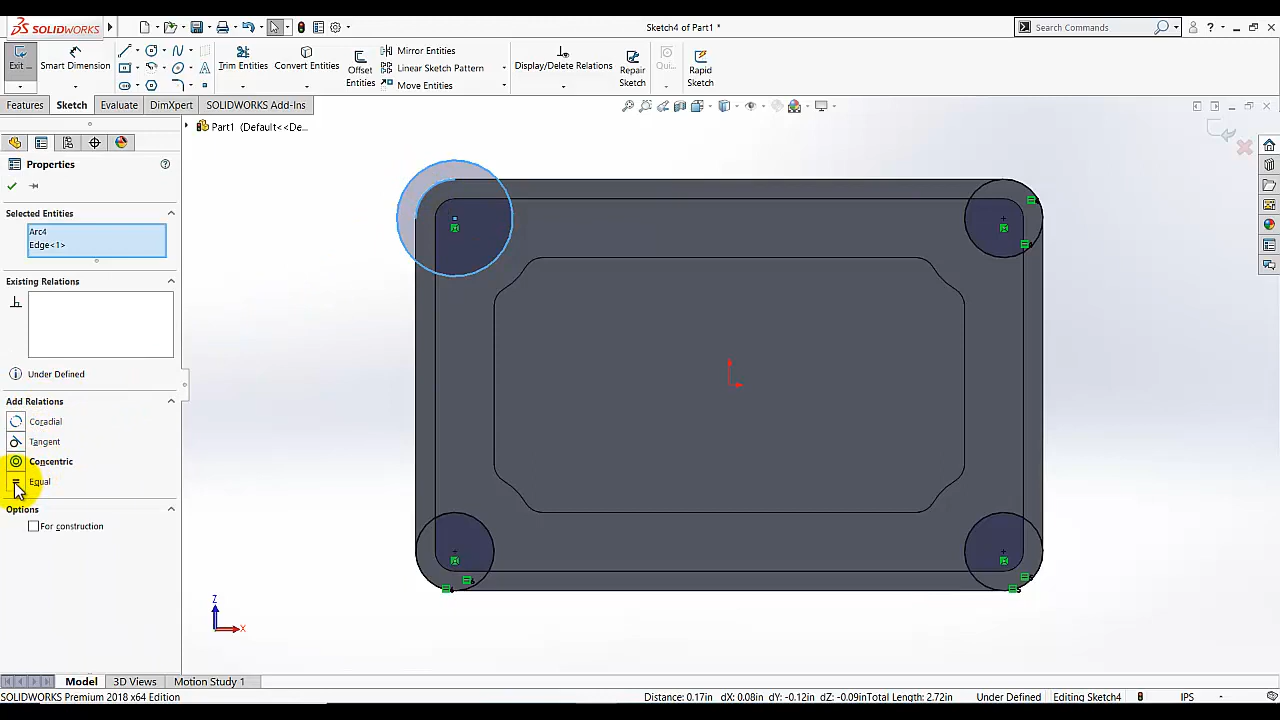 SOLIDWORKS
Sketch4 of Part1 *
Search Commands
?
Exit ...
Smart Dimension
Trim Entities
Convert Entities
Offset Entities
Mirror Entities
Linear Sketch Pattern
Move Entities
Display/Delete Relations
Repair Sketch
Qui...
Rapid Sketch
Features
Sketch
Evaluate
DimXpert
SOLIDWORKS Add-Ins
Part1 (Default<<De...
Properties
Selected Entities
Arc4
Edge<1>
Existing Relations
Under Defined
Add Relations
Coradial
Tangent
Concentric
Equal
Options
For construction
Z
X
Model
3D Views
Motion Study 1
SOLIDWORKS Premium 2018 x64 Edition
Distance: 0.17in dX: 0.08in dY: -0.12in dZ: -0.09inTotal Length: 2.72in
Under Defined
Editing Sketch4
IPS